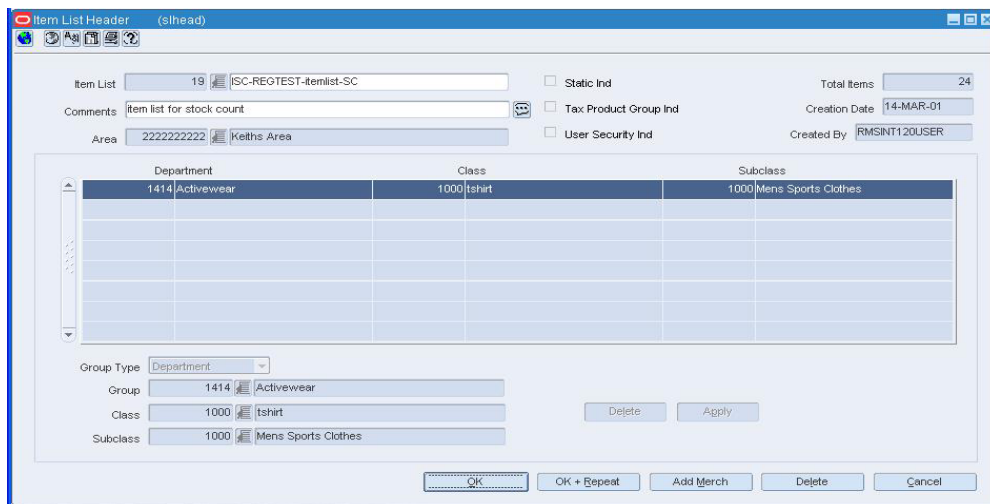 Item List Header (slhead)
Item List 19 ISC-REGTEST-itemlist-SC Static Ind Total Items 24
Comments item list for stock count Tax Product Group Ind Creation Date 14-MAR-01
Area 2222222222 Keiths Area User Security Ind Created By RMSINT120USER
Department Class Subclass
1414 Activewear 1000 tshirt 1000 Mens Sports Clothes
Group Type Department
Group 1414 Activewear
Class 1000 tshirt Delete Apply
Subclass 1000 Mens Sports Clothes
OK OK + Repeat Add Merch Delete Cancel